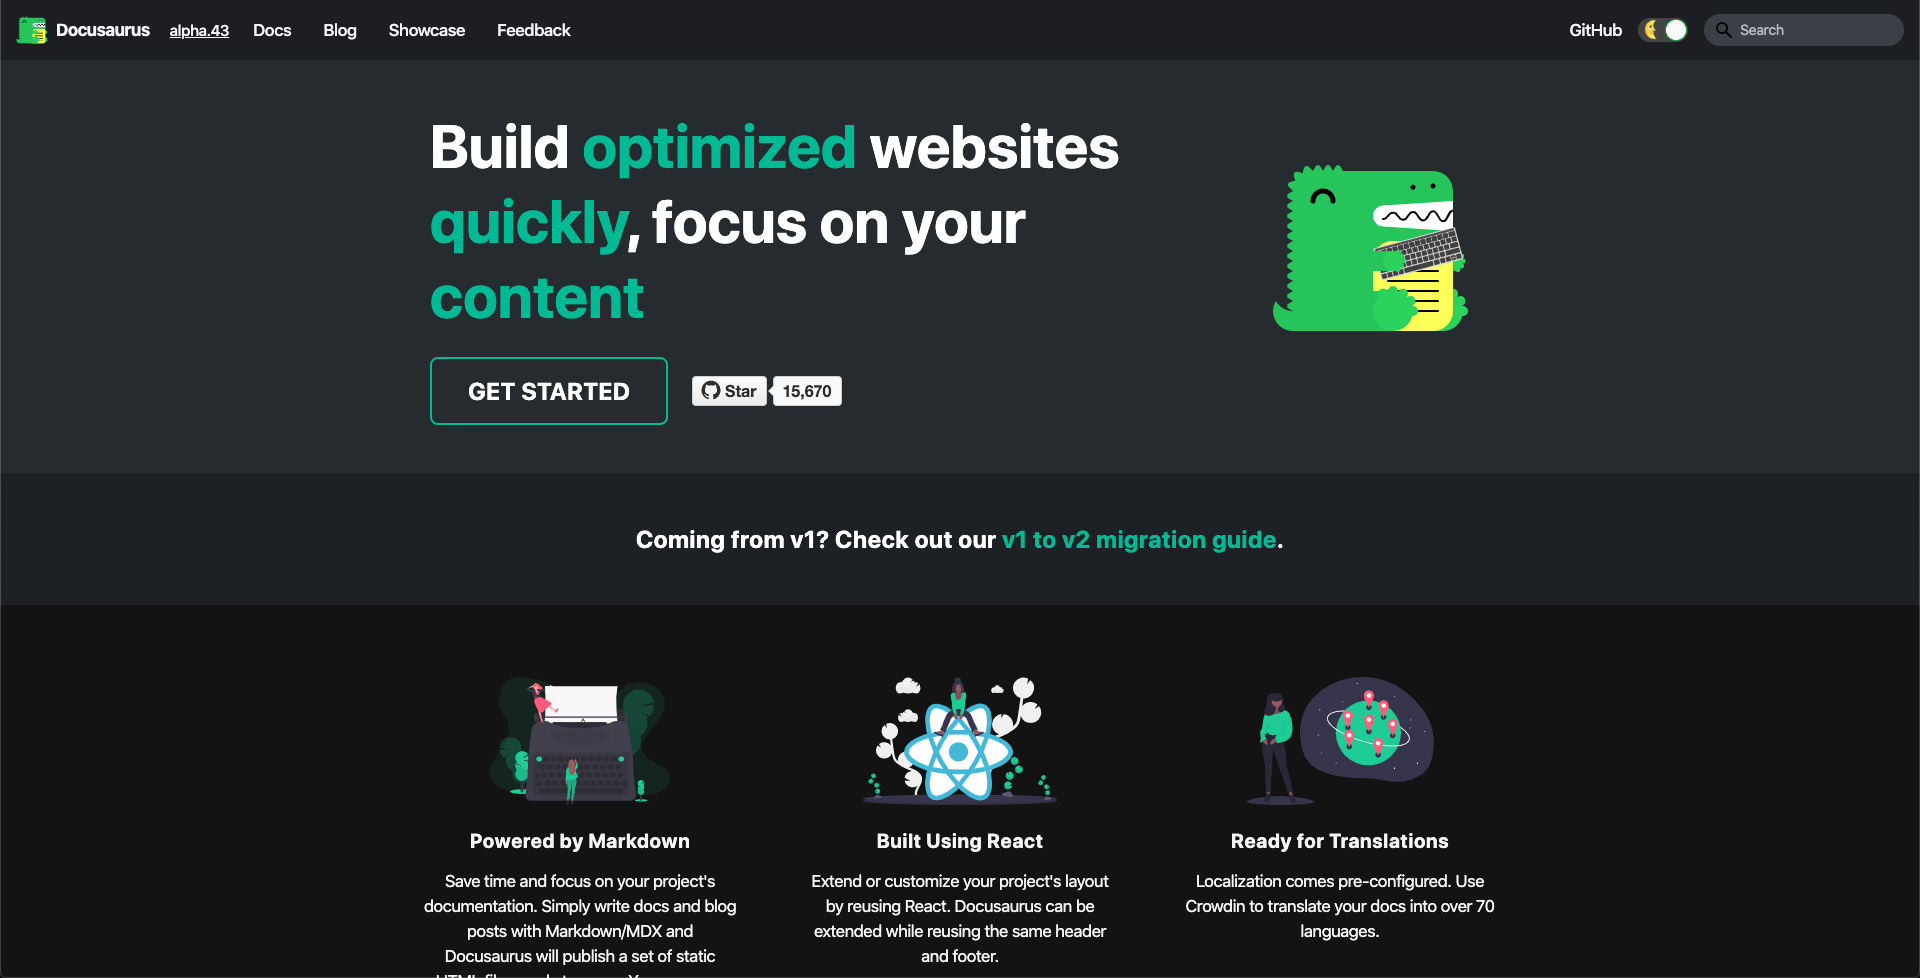 Docusaurus alpha.43 Docs Blog Showcase Feedback GitHub Search
Build optimized websites
quickly, focus on your
content
GET STARTED Star 15,670
Coming from v1? Check out our v1 to v2 migration guide.
Powered by Markdown
Save time and focus on your project's
documentation. Simply write docs and blog
posts with Markdown/MDX and
Docusaurus will publish a set of static
Built Using React
Extend or customize your project's layout
by reusing React. Docusaurus can be
extended while reusing the same header
and footer.
Ready for Translations
Localization comes pre-configured. Use
Crowdin to translate your docs into over 70
languages.